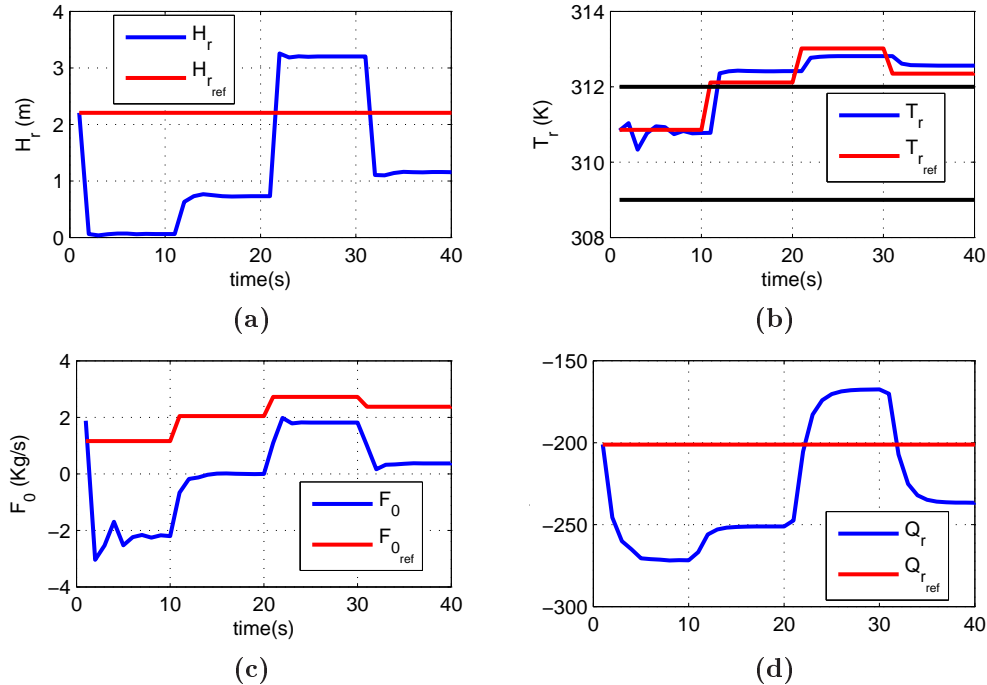 4
3
2
1
0
H_r (m)
H_r
H_r_ref
0 10 20 30 40
time(s)
(a)
314
312
310
308
T_r (K)
T_r
T_r_ref
0 10 20 30 40
time(s)
(b)
4
2
0
−2
−4
F_0 (Kg/s)
F_0
F_0_ref
0 10 20 30 40
time(s)
(c)
−150
−200
−250
−300
Q_r
Q_r_ref
0 10 20 30 40
(d)